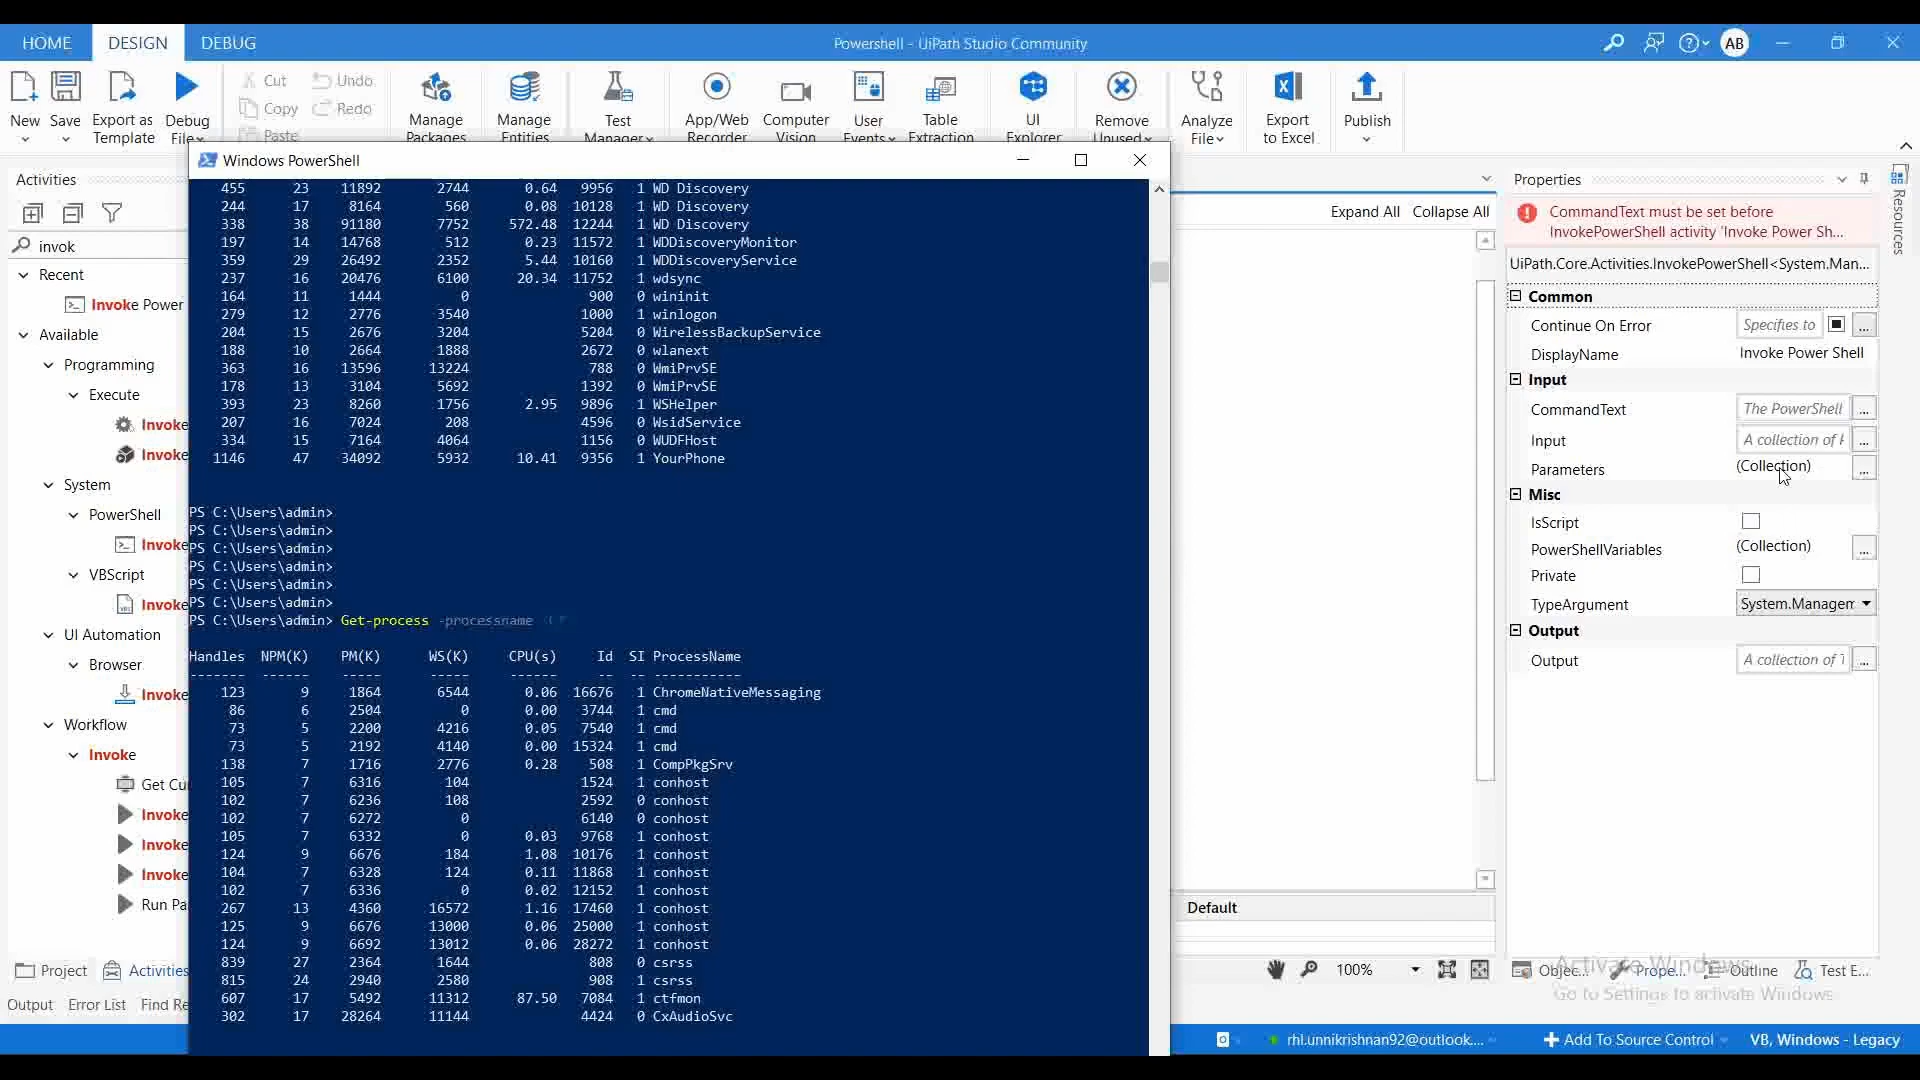 HOME DESIGN DEBUG Powershell - UiPath Studio Community AB
Cut Undo
Copy Redo
Paste
New Save Export as Template Debug File Manage Packages Manage Entities Test Manager App/Web Recorder Computer Vision User Events Table Extraction UI Explorer Remove Unused Analyze File Export to Excel Publish
Activities
invok
Recent
Invoke Power
Available
Programming
Execute
Invoke
Invoke
System
PowerShell
Invoke
VBScript
Invoke
UI Automation
Browser
Invoke
Workflow
Invoke
Get Cu
Invoke
Invoke
Invoke
Run Pa
Project Activities
Output Error List Find Re
Windows PowerShell
455 23 11892 2744 0.64 9956 1 WD Discovery
244 17 8164 560 0.08 10128 1 WD Discovery
338 38 91180 7752 572.48 12244 1 WD Discovery
197 14 14768 512 0.23 11572 1 WDDiscoveryMonitor
359 29 26492 2352 5.44 10160 1 WDDiscoveryService
237 16 20476 6100 20.34 11752 1 wdsync
164 11 1444 0 900 0 wininit
279 12 2776 3540 1000 1 winlogon
204 15 2676 3204 5204 0 WirelessBackupService
188 10 2664 1888 2672 0 wlanext
363 16 13596 13224 788 0 WmiPrvSE
178 13 3104 5692 1392 0 WmiPrvSE
393 23 8260 1756 2.95 9896 1 WSHelper
207 16 7024 208 4596 0 WsidService
334 15 7164 4064 1156 0 WUDFHost
1146 47 34092 5932 10.41 9356 1 YourPhone
PS C:\Users\admin>
PS C:\Users\admin>
PS C:\Users\admin>
PS C:\Users\admin>
PS C:\Users\admin>
PS C:\Users\admin>
PS C:\Users\admin> Get-process -processname
Handles NPM(K) PM(K) WS(K) CPU(s) Id SI ProcessName
------- ------ ----- ----- ------ -- -- -----------
123 9 1864 6544 0.06 16676 1 ChromeNativeMessaging
86 6 2504 0 0.00 3744 1 cmd
73 5 2200 4216 0.05 7540 1 cmd
73 5 2192 4140 0.00 15324 1 cmd
138 7 1716 2776 0.28 508 1 CompPkgSrv
105 7 6316 104 1524 1 conhost
102 7 6236 108 2592 0 conhost
102 7 6272 0 6140 0 conhost
105 7 6332 0 0.03 9768 1 conhost
124 9 6676 184 1.08 10176 1 conhost
104 7 6328 124 0.11 11868 1 conhost
102 7 6336 0 0.02 12152 1 conhost
267 13 4360 16572 1.16 17460 1 conhost
125 9 6676 13000 0.06 25000 1 conhost
124 9 6692 13012 0.06 28272 1 conhost
839 27 2364 1644 808 0 csrss
815 24 2940 2580 908 1 csrss
607 17 5492 11312 87.50 7084 1 ctfmon
302 17 28264 11144 4424 0 CxAudioSvc
Expand All Collapse All
Default
100%
Properties
CommandText must be set before
InvokePowerShell activity 'Invoke Power Sh...
UiPath.Core.Activities.InvokePowerShell<System.Man...
Common
Continue On Error Specifies to ...
DisplayName Invoke Power Shell
Input
CommandText The PowerShell ...
Input A collection of ...
Parameters (Collection) ...
Misc
IsScript
PowerShellVariables (Collection) ...
Private
TypeArgument System.Managem
Output
Output A collection of T ...
Resources
Objec... Prope... Outline Test E...
Activate Windows
Go to Settings to activate Windows.
rhl.unnikrishnan92@outlook.... Add To Source Control VB, Windows - Legacy